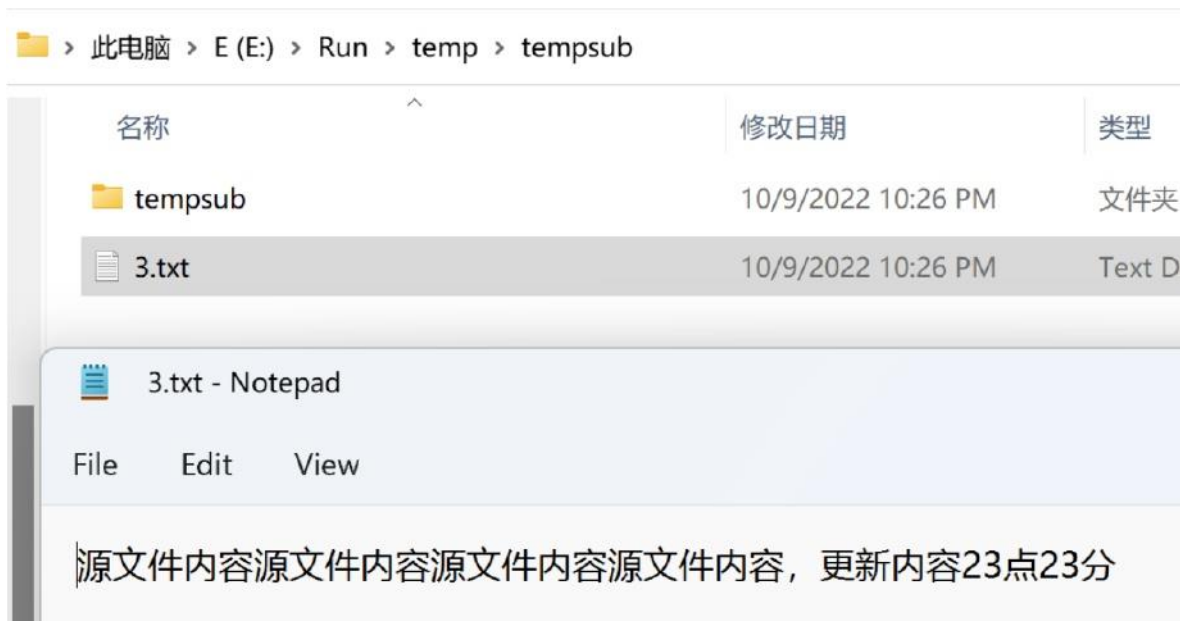 此电脑 > E (E:) > Run > temp > tempsub
名称 修改日期 类型
tempsub 10/9/2022 10:26 PM 文件夹
3.txt 10/9/2022 10:26 PM Text D
3.txt - Notepad
File Edit View
源文件内容源文件内容源文件内容源文件内容，更新内容23点23分